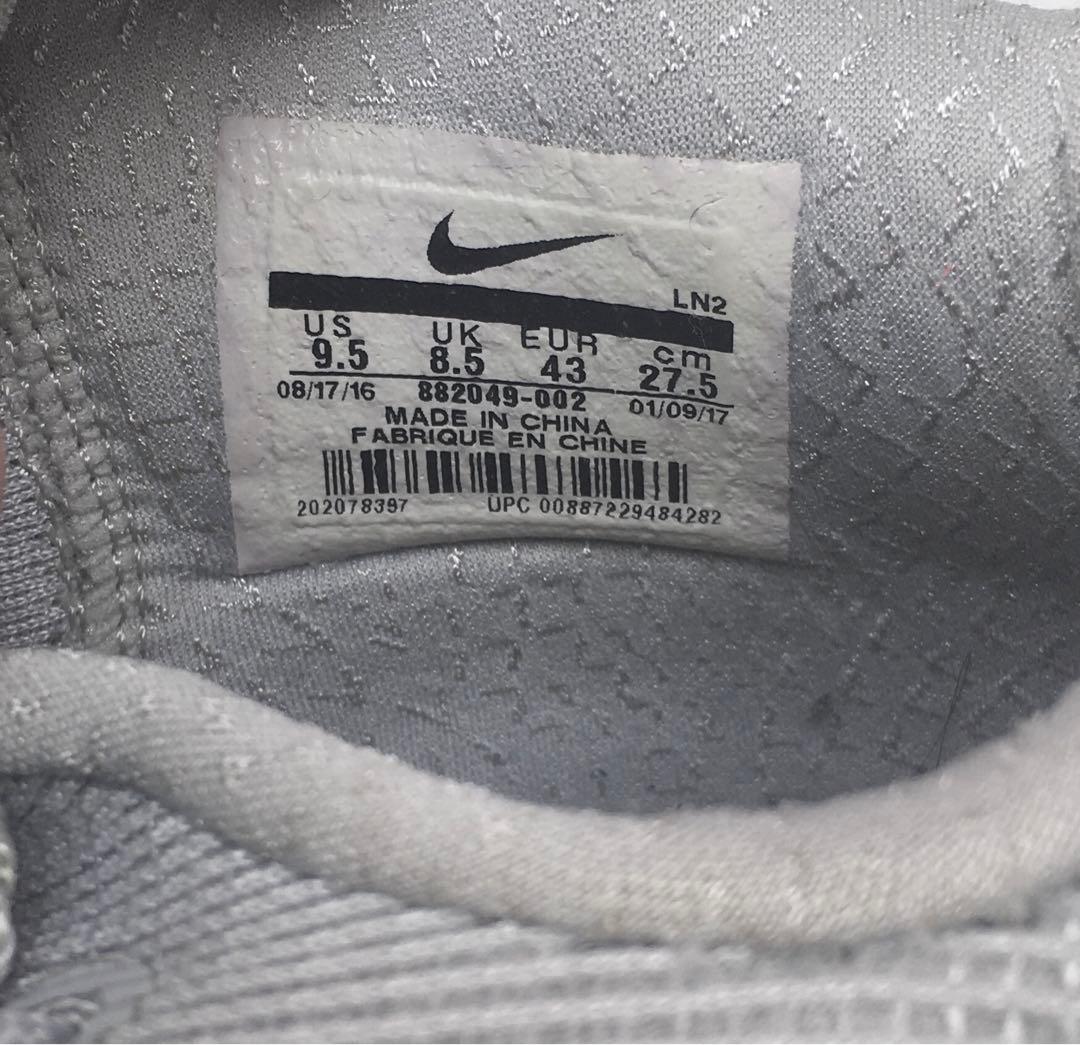 LN2
US UK EUR cm
9.5 8.5 43 27.5
08/17/16 882049-002 01/09/17
MADE IN CHINA
FABRIQUE EN CHINE
202078397 UPC 00887229484282